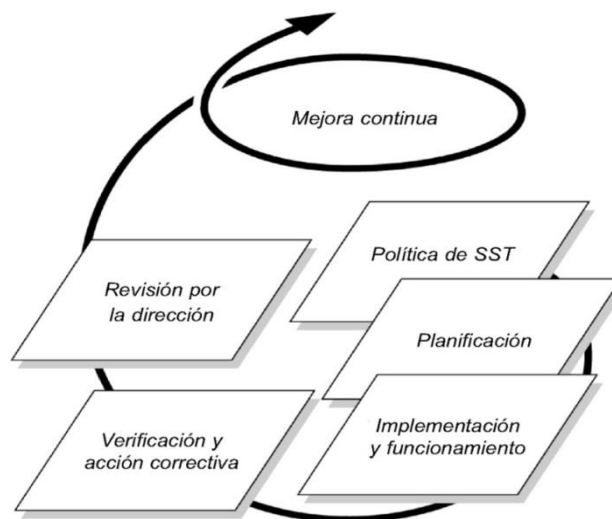 Mejora continua
Política de SST
Planificación
Implementación
y funcionamiento
Verificación y
acción correctiva
Revisión por
la dirección